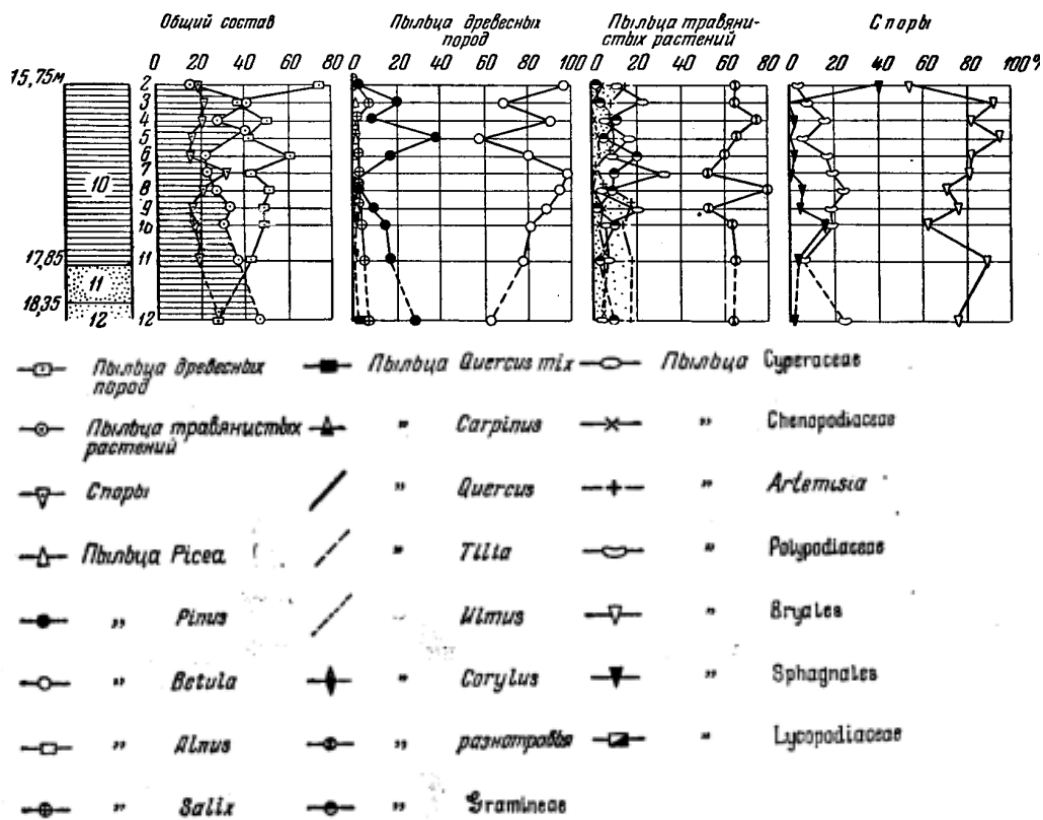 Общий состав
Пыльца древесных
пород
Пыльца травяни-
стых растений
Споры
0 20 40 60 80
0 20 40 60 80 100
0 20 40 60 80
0 20 40 60 80 100%
15,75м
17,85
18,35
10
11
12
2
3
4
5
6
7
8
9
10
11
12
Пыльца древесных
пород
Пыльца травянистых
растений
Споры
Пыльца Picea
" Pinus
" Betula
" Alnus
" Salix
Пыльца Quercus mix
" Carpinus
" Quercus
" Tilia
" Ulmus
" Corylus
" разнотравья
" Gramineae
Пыльца Cyperaceae
" Chenopodiaceae
" Artemisia
" Polypodiaceae
" Bryales
" Sphagnales
" Lycopodiaceae